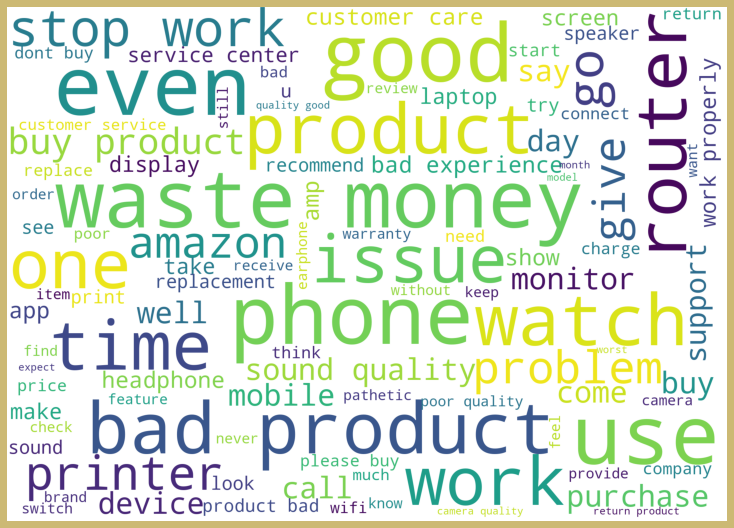 stop work
customer care
screen
return
dont buy
service center
good
start
speaker
router
even
bad
u
still
quality good
review
laptop
say
try
go
connect
customer service
product
day
buy product
display
recommend
bad experience
month
model
want
work properly
replace
order
waste money
amp
give
see
poor
amazon
warranty
need
charge
one
take
receive
earphone
issue
show
replacement
item
print
without
keep
monitor
support
app
well
phone
watch
time
find
think
worst
expect
sound quality
problem
price
headphone
mobile
pathetic
come
buy
make
feature
poor quality
camera
check
bad product
never
feel
use
sound
printer
look
please buy
work
provide
company
much
call
purchase
brand
switch
device
product bad
wifi
know
camera quality
return product